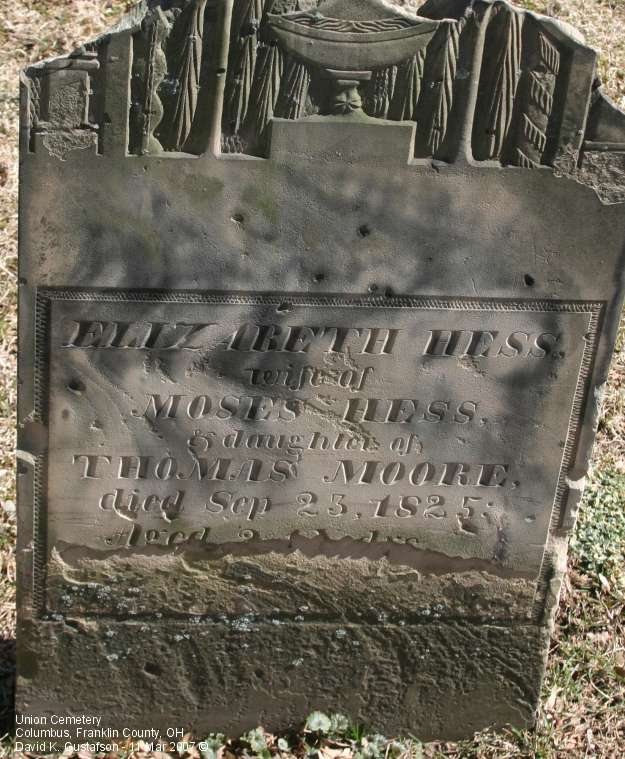 ELIZABETH HESS.
wife of
MOSES HESS,
& daughter of,
THOMAS MOORE,
died Sep 23, 1825;
Aged
Union Cemetery
Columbus, Franklin County, OH
David K. Gustafson - 11 Mar 2007 ©